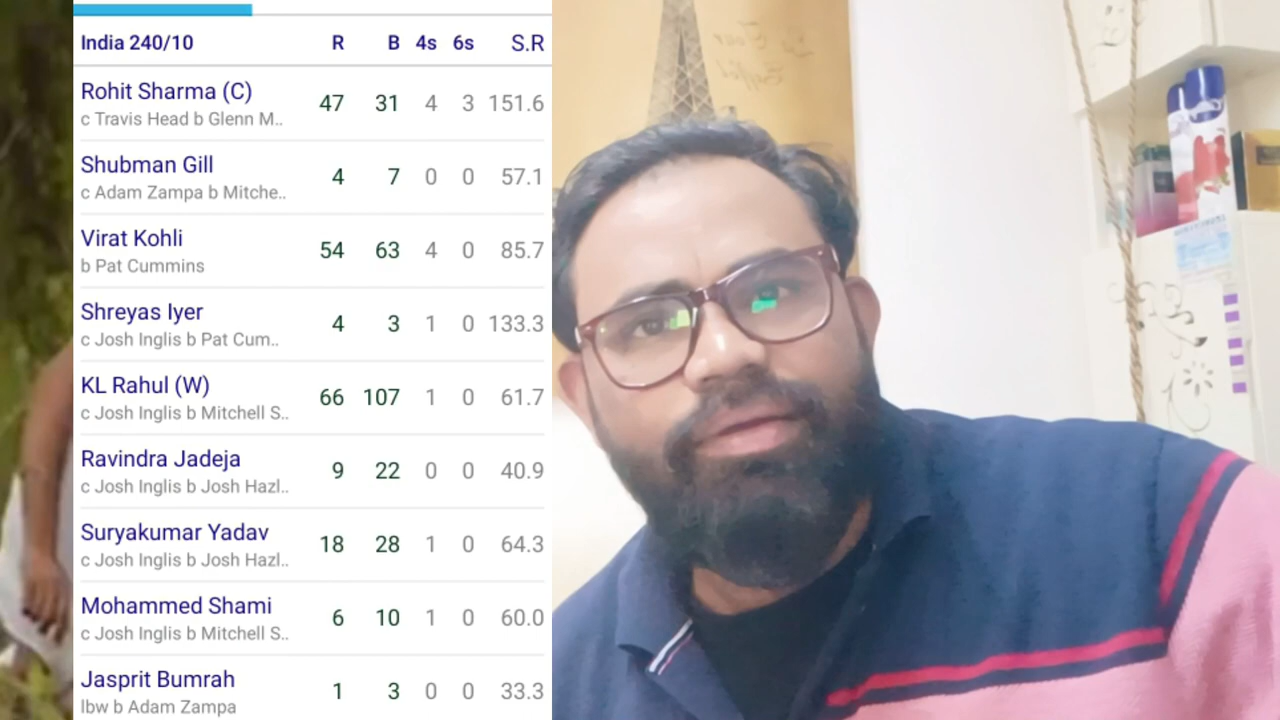 India 240/10 R B 4s 6s S.R
Rohit Sharma (C) 47 31 4 3 151.6
c Travis Head b Glenn M..
Shubman Gill 4 7 0 0 57.1
c Adam Zampa b Mitche..
Virat Kohli 54 63 4 0 85.7
b Pat Cummins
Shreyas Iyer 4 3 1 0 133.3
c Josh Inglis b Pat Cum..
KL Rahul (W) 66 107 1 0 61.7
c Josh Inglis b Mitchell S..
Ravindra Jadeja 9 22 0 0 40.9
c Josh Inglis b Josh Hazl..
Suryakumar Yadav 18 28 1 0 64.3
c Josh Inglis b Josh Hazl..
Mohammed Shami 6 10 1 0 60.0
c Josh Inglis b Mitchell S..
Jasprit Bumrah 1 3 0 0 33.3
lbw b Adam Zampa